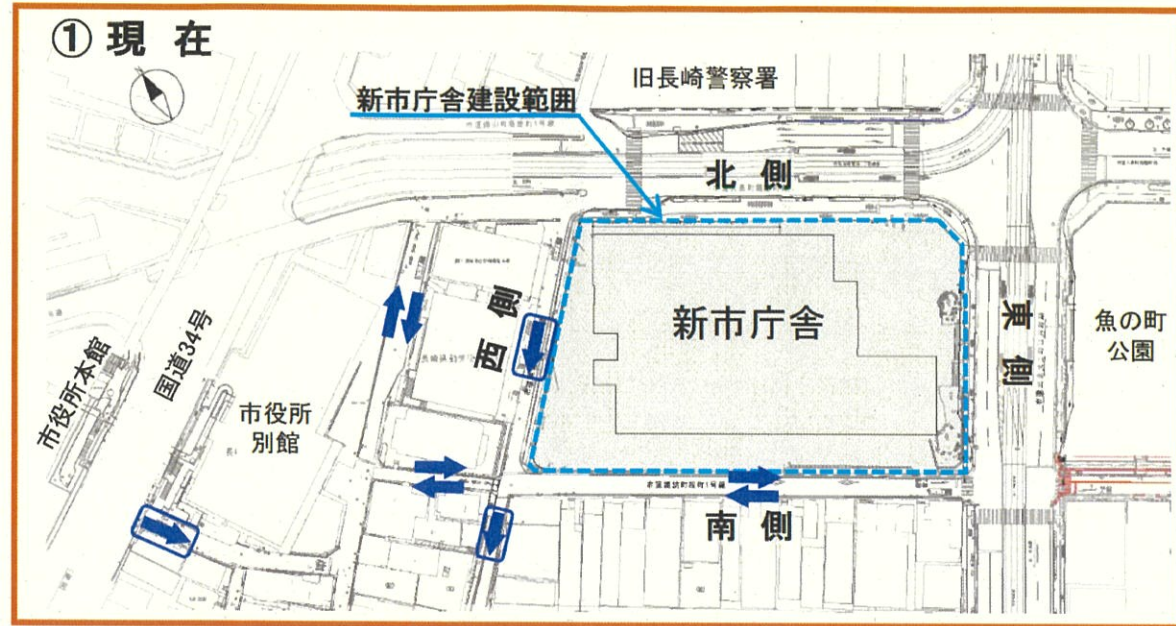 ① 現 在
旧長崎警察署
新市庁舎建設範囲
北 側
西 側
新市庁舎
東 側
魚の町
公園
国道34号
市役所本館
市役所
別館
南 側